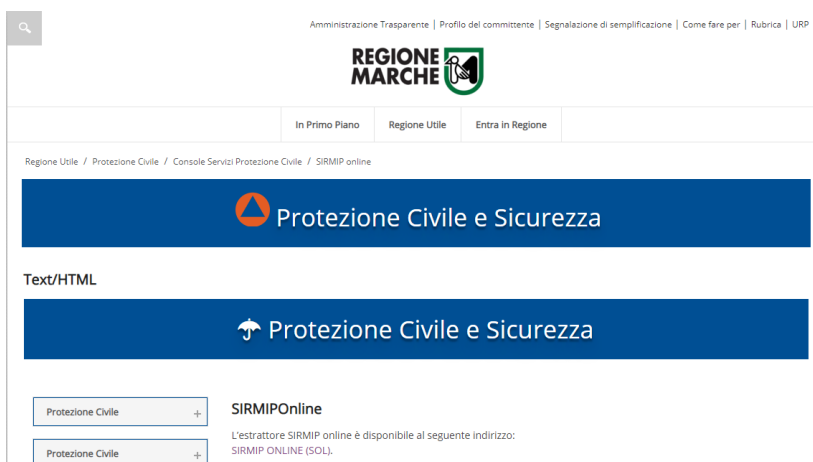 Amministrazione Trasparente | Profilo del committente | Segnalazione di semplificazione | Come fare per | Rubrica | URP
REGIONE
MARCHE
In Primo Piano
Regione Utile
Entra in Regione
Regione Utile / Protezione Civile / Console Servizi Protezione Civile / SIRMIP online
Protezione Civile e Sicurezza
Text/HTML
Protezione Civile e Sicurezza
Protezione Civile +
Protezione Civile +
SIRMIPOnline
L'estrattore SIRMIP online è disponibile al seguente indirizzo:
SIRMIP ONLINE (SOL).